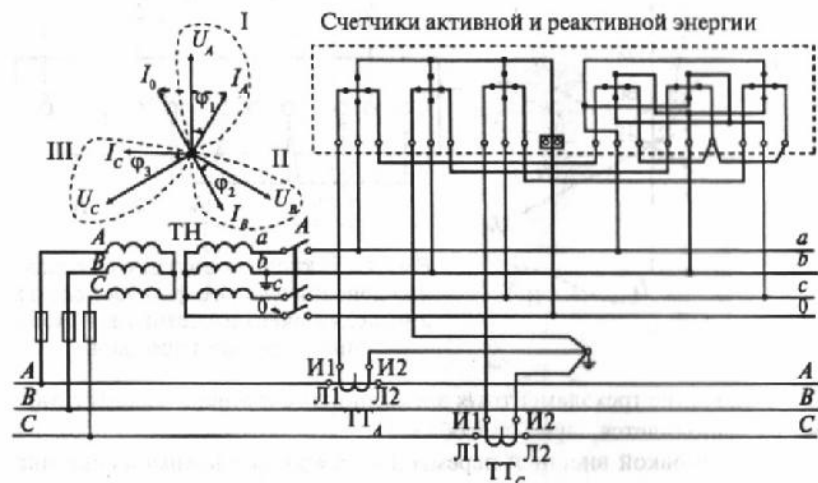 Счетчики активной и реактивной энергии
I
U_A
I_0
I_A
φ_1
III
I_C
φ_3
II
φ_2
U_C
I_B
U_B
A
ТН
a
A
a
B
b
b
C
c
c
0
0
И1
И2
A
Л1
Л2
A
B
ТТ
И1
И2
B
C
A
Л1
Л2
C
ТТ_C